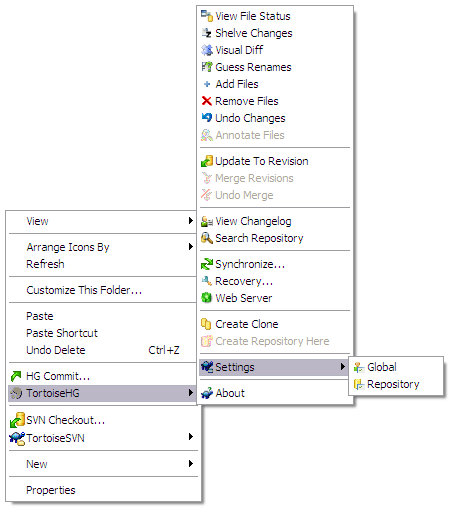 View File Status
Shelve Changes
Visual Diff
Guess Renames
Add Files
Remove Files
Undo Changes
Annotate Files
Update To Revision
Merge Revisions
Undo Merge
View Changelog
Search Repository
Synchronize...
Recovery...
Web Server
Create Clone
Create Repository Here
Settings
About
Global
Repository
View
Arrange Icons By
Refresh
Customize This Folder...
Paste
Paste Shortcut
Undo Delete Ctrl+Z
HG Commit...
TortoiseHG
SVN Checkout...
TortoiseSVN
New
Properties